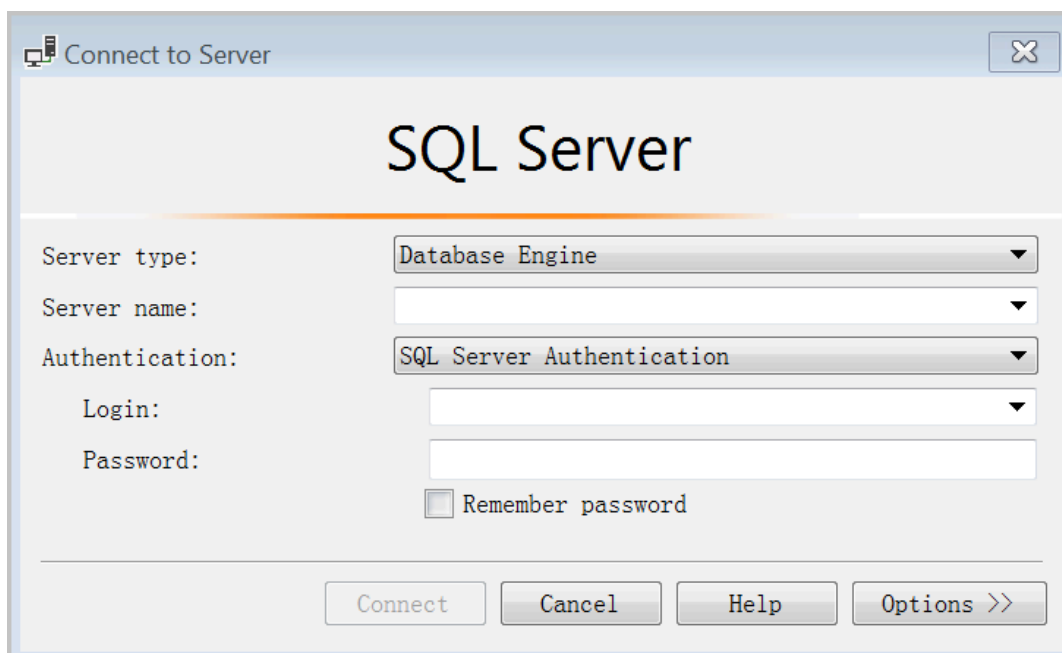 Connect to Server
SQL Server
Server type: Database Engine
Server name:
Authentication: SQL Server Authentication
Login:
Password:
Remember password
Connect Cancel Help Options >>